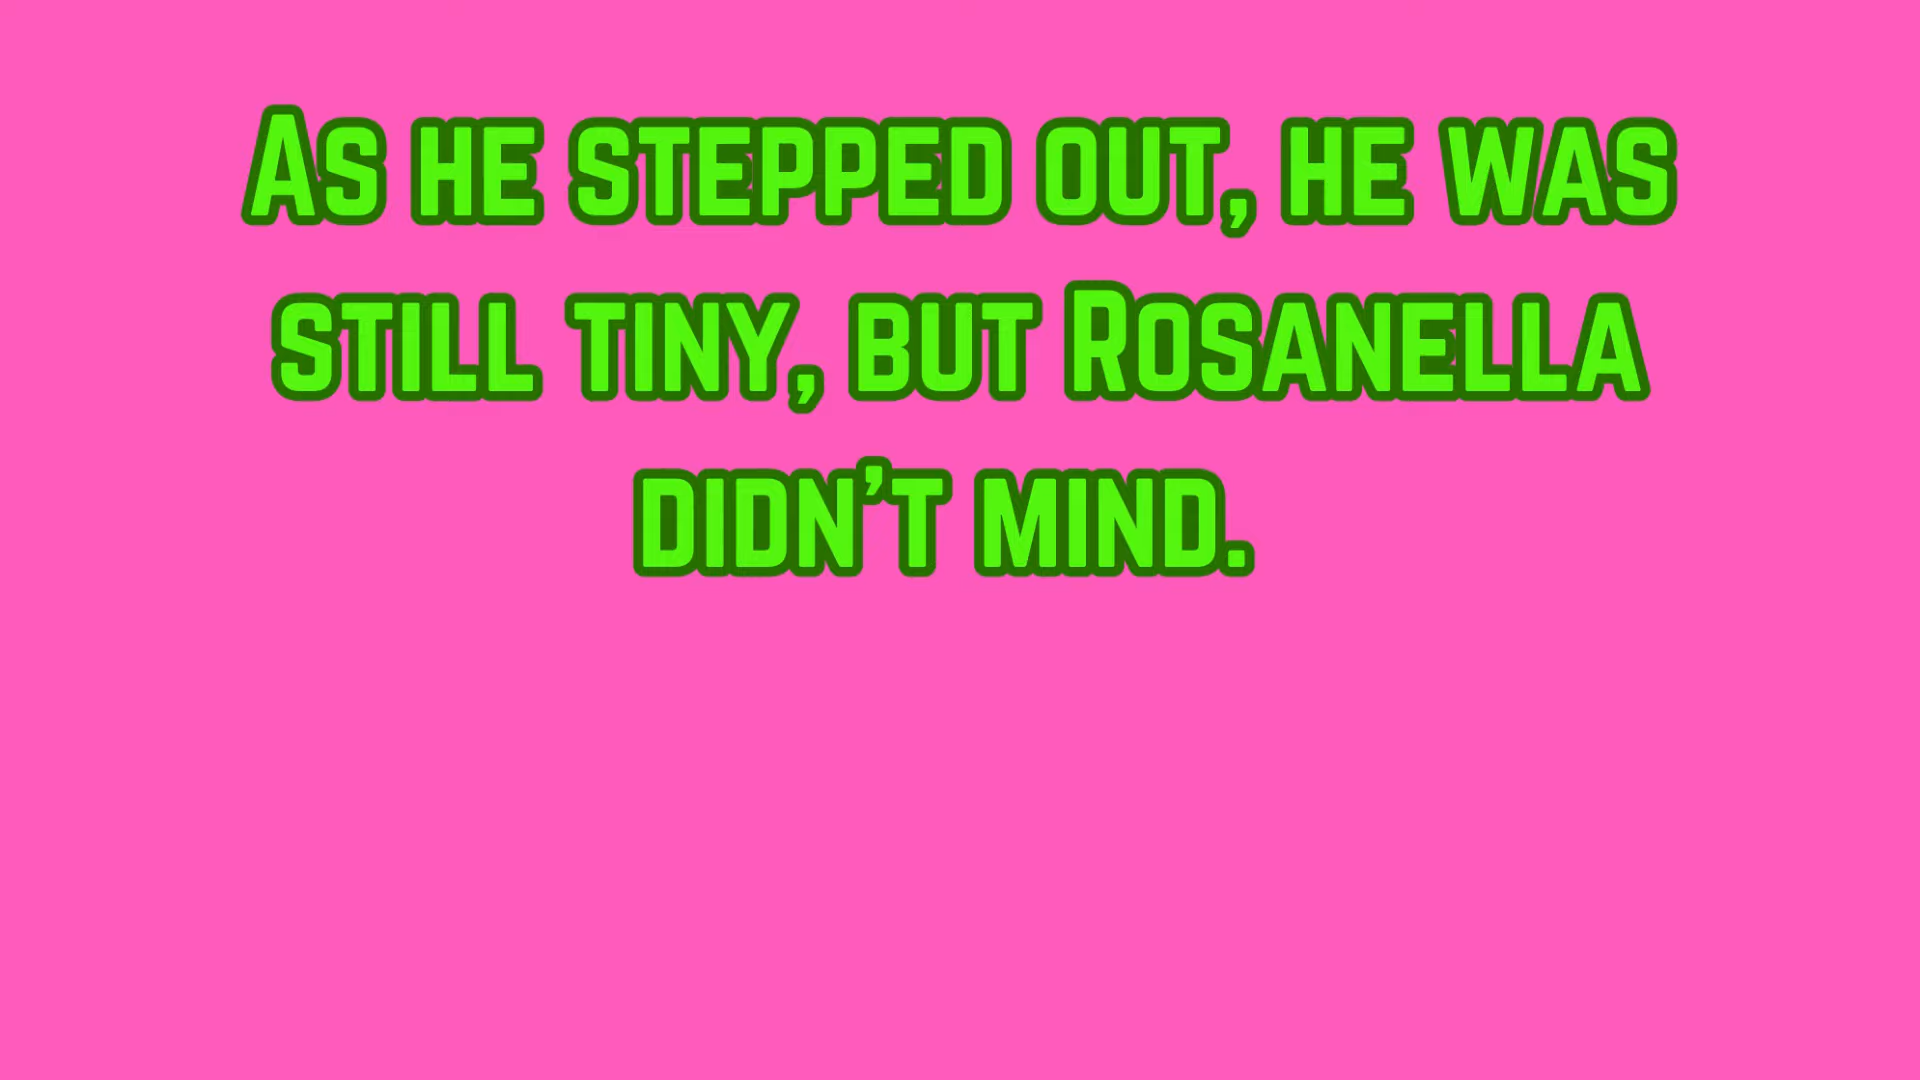 As he stepped out, he was
still tiny, but Rosanella
didn't mind.